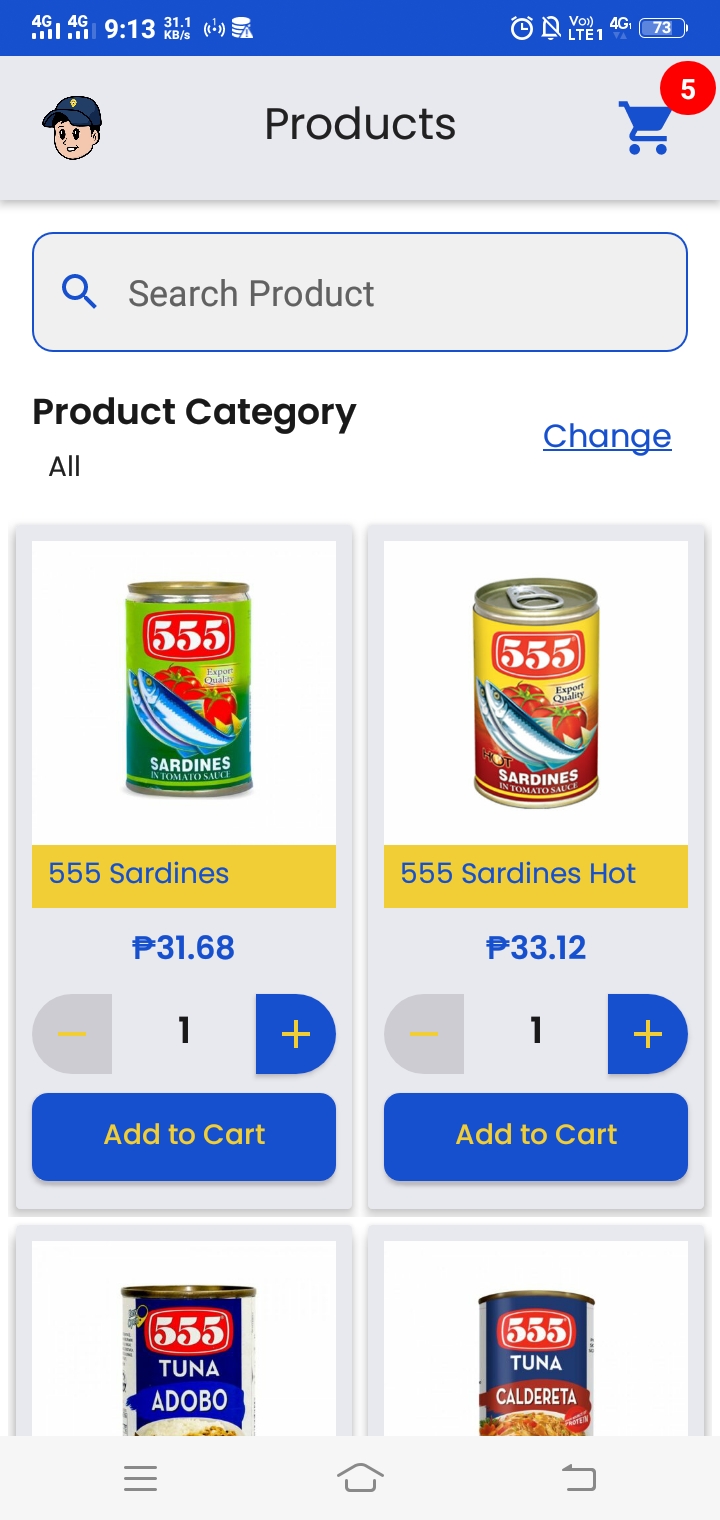 4G 4G 9:13 31.1 KB/s Vo)) LTE1 4G 73
Products
5
Search Product
Product Category
All
Change
555
Export
Quality
SARDINES
IN TOMATO SAUCE
555
Export
Quality
HOT
SARDINES
IN TOMATO SAUCE
555 Sardines
555 Sardines Hot
₱31.68
₱33.12
1
1
Add to Cart
Add to Cart
555
TUNA
ADOBO
555
TUNA
CALDERETA
PROTEIN